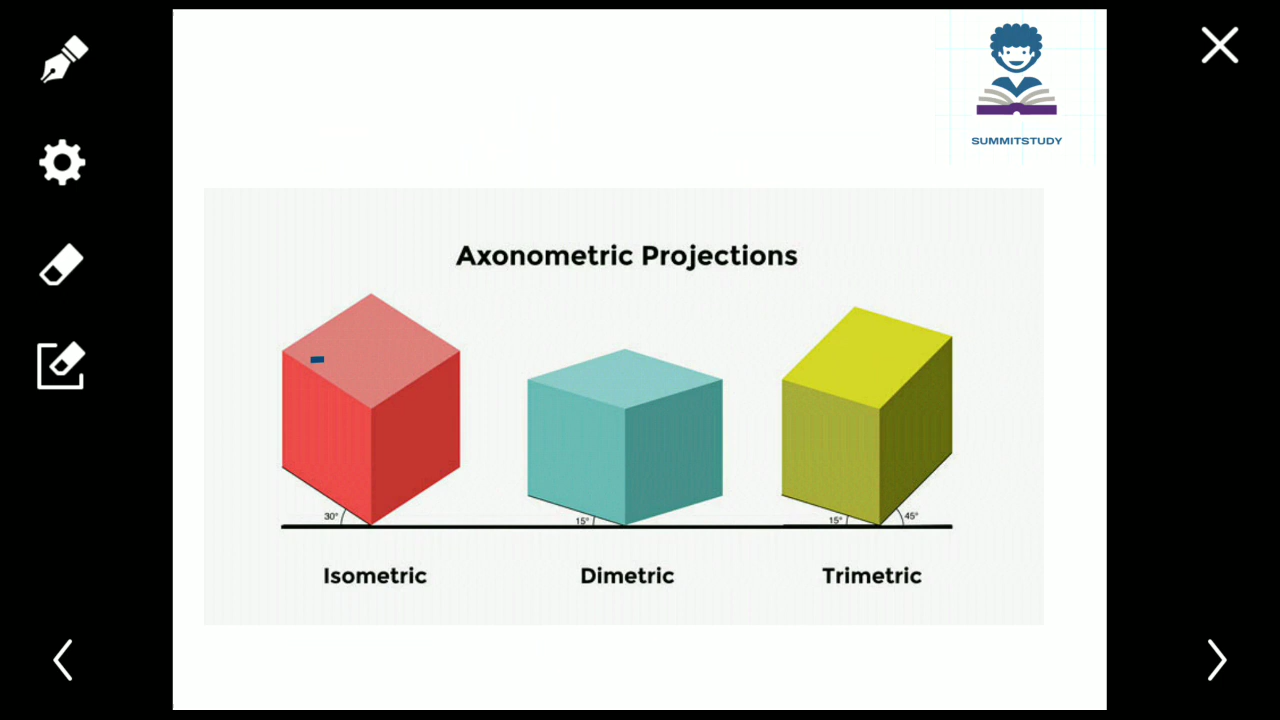 SUMMITSTUDY
Axonometric Projections
30°
15°
15°
45°
Isometric
Dimetric
Trimetric